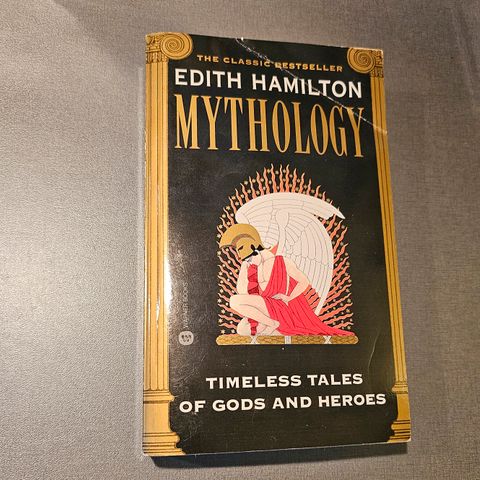 THE CLASSIC BESTSELLER
EDITH HAMILTON
MYTHOLOGY
TIMELESS TALES
OF GODS AND HEROES